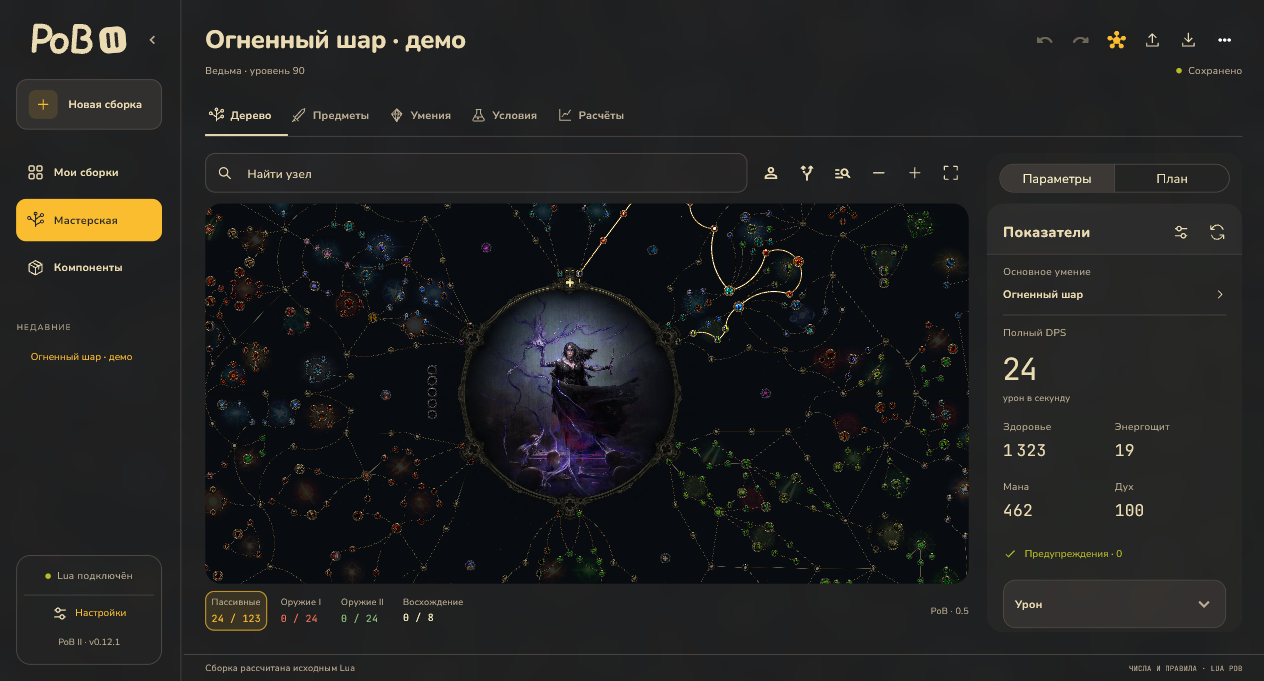 PoB II
Новая сборка
Мои сборки
Мастерская
Компоненты
НЕДАВНИЕ
Огненный шар · демо
Lua подключён
Настройки
PoB II · v0.12.1
Огненный шар · демо
Ведьма · уровень 90
Сохранено
Дерево
Предметы
Умения
Условия
Расчёты
Найти узел
Пассивные
24 / 123
Оружие I
0 / 24
Оружие II
0 / 24
Восхождение
0 / 8
PoB · 0.5
Параметры
План
Показатели
Основное умение
Огненный шар
Полный DPS
24
урон в секунду
Здоровье
Энергощит
1 323
19
Мана
Дух
462
100
Предупреждения · 0
Урон
Сборка рассчитана исходным Lua
ЧИСЛА И ПРАВИЛА · LUA POB